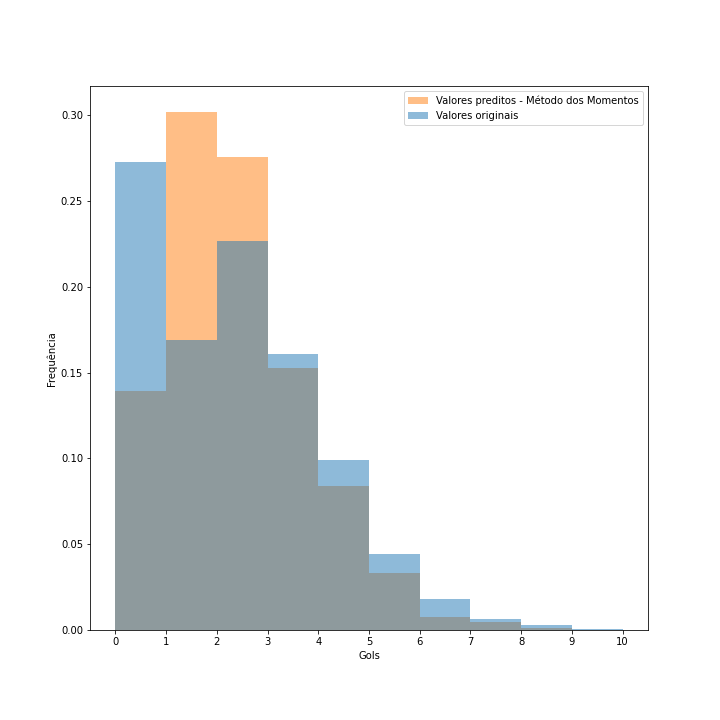 Valores preditos - Método dos Momentos
Valores originais
Frequência
0.30
0.25
0.20
0.15
0.10
0.05
0.00
0 1 2 3 4 5 6 7 8 9 10
Gols